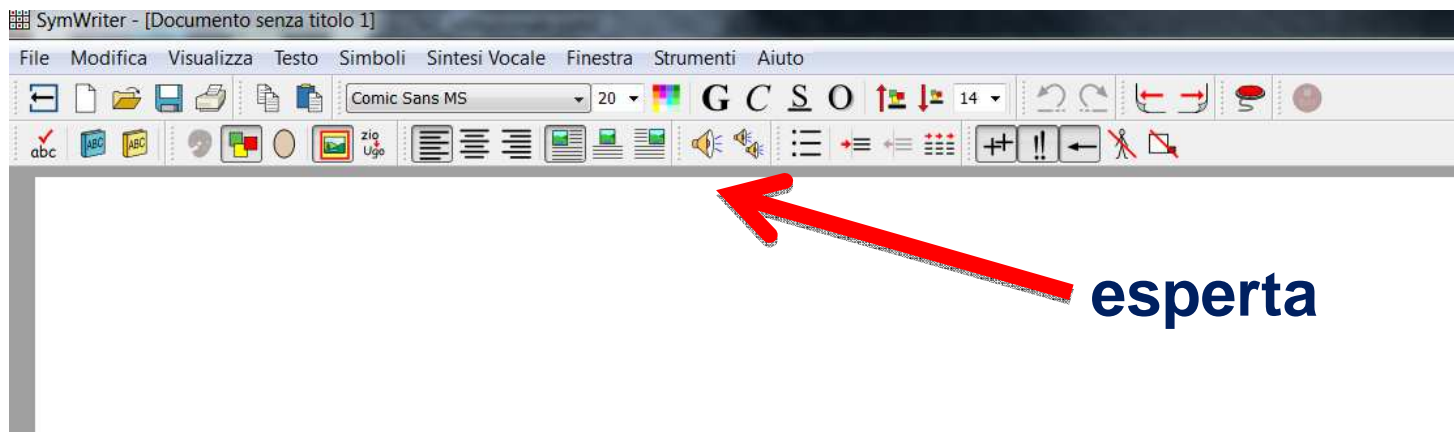 SymWriter - [Documento senza titolo 1]
File Modifica Visualizza Testo Simboli Sintesi Vocale Finestra Strumenti Aiuto
Comic Sans MS 20 G C S O 14
abc ABC ABC zio Ugo !!
esperta